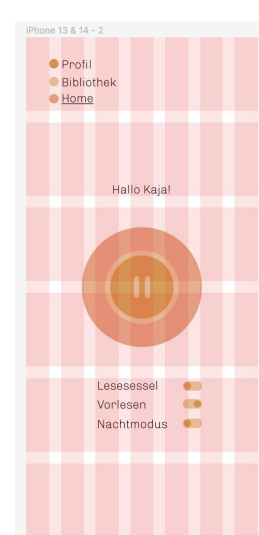 iPhone 13 & 14 - 2
Profil
Bibliothek
Home
Hallo Kaja!
Lesesessel
Vorlesen
Nachtmodus